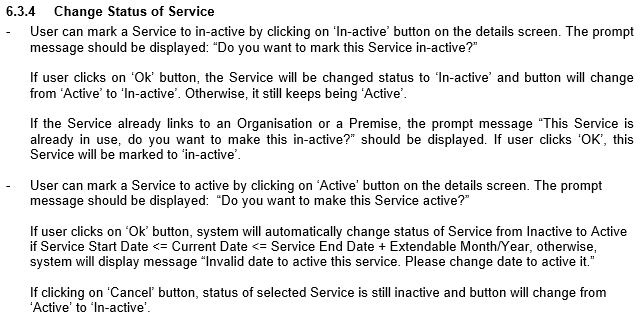 6.3.4 Change Status of Service
- User can mark a Service to in-active by clicking on ‘In-active’ button on the details screen. The prompt
message should be displayed: “Do you want to mark this Service in-active?”
If user clicks on ‘Ok’ button, the Service will be changed status to ‘In-active’ and button will change
from ‘Active’ to ‘In-active’. Otherwise, it still keeps being ‘Active’.
If the Service already links to an Organisation or a Premise, the prompt message “This Service is
already in use, do you want to make this in-active?” should be displayed. If user clicks ‘OK’, this
Service will be marked to ‘in-active’.
- User can mark a Service to active by clicking on ‘Active’ button on the details screen. The prompt
message should be displayed: “Do you want to make this Service active?”
If user clicks on ‘Ok’ button, system will automatically change status of Service from Inactive to Active
if Service Start Date <= Current Date <= Service End Date + Extendable Month/Year, otherwise,
system will display message “Invalid date to active this service. Please change date to active it.”
If clicking on ‘Cancel’ button, status of selected Service is still inactive and button will change from
‘Active’ to ‘In-active’.